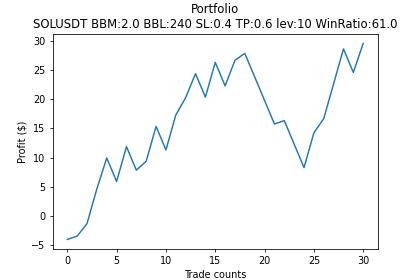 Portfolio
SOLUSDT BBM:2.0 BBL:240 SL:0.4 TP:0.6 lev:10 WinRatio:61.0
30
25
20
15
10
5
0
−5
Profit ($)
0 5 10 15 20 25 30
Trade counts